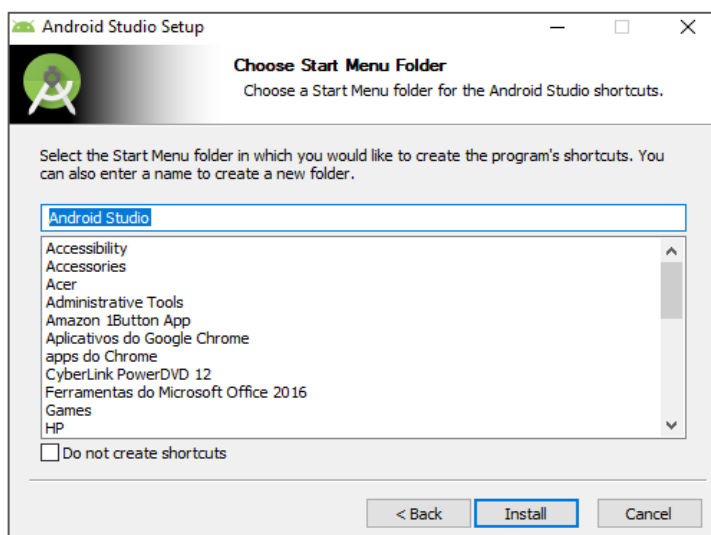 Android Studio Setup
Choose Start Menu Folder
Choose a Start Menu folder for the Android Studio shortcuts.
Select the Start Menu folder in which you would like to create the program's shortcuts. You
can also enter a name to create a new folder.
Android Studio
Accessibility
Accessories
Acer
Administrative Tools
Amazon 1Button App
Aplicativos do Google Chrome
apps do Chrome
CyberLink PowerDVD 12
Ferramentas do Microsoft Office 2016
Games
HP
Do not create shortcuts
< Back
Install
Cancel